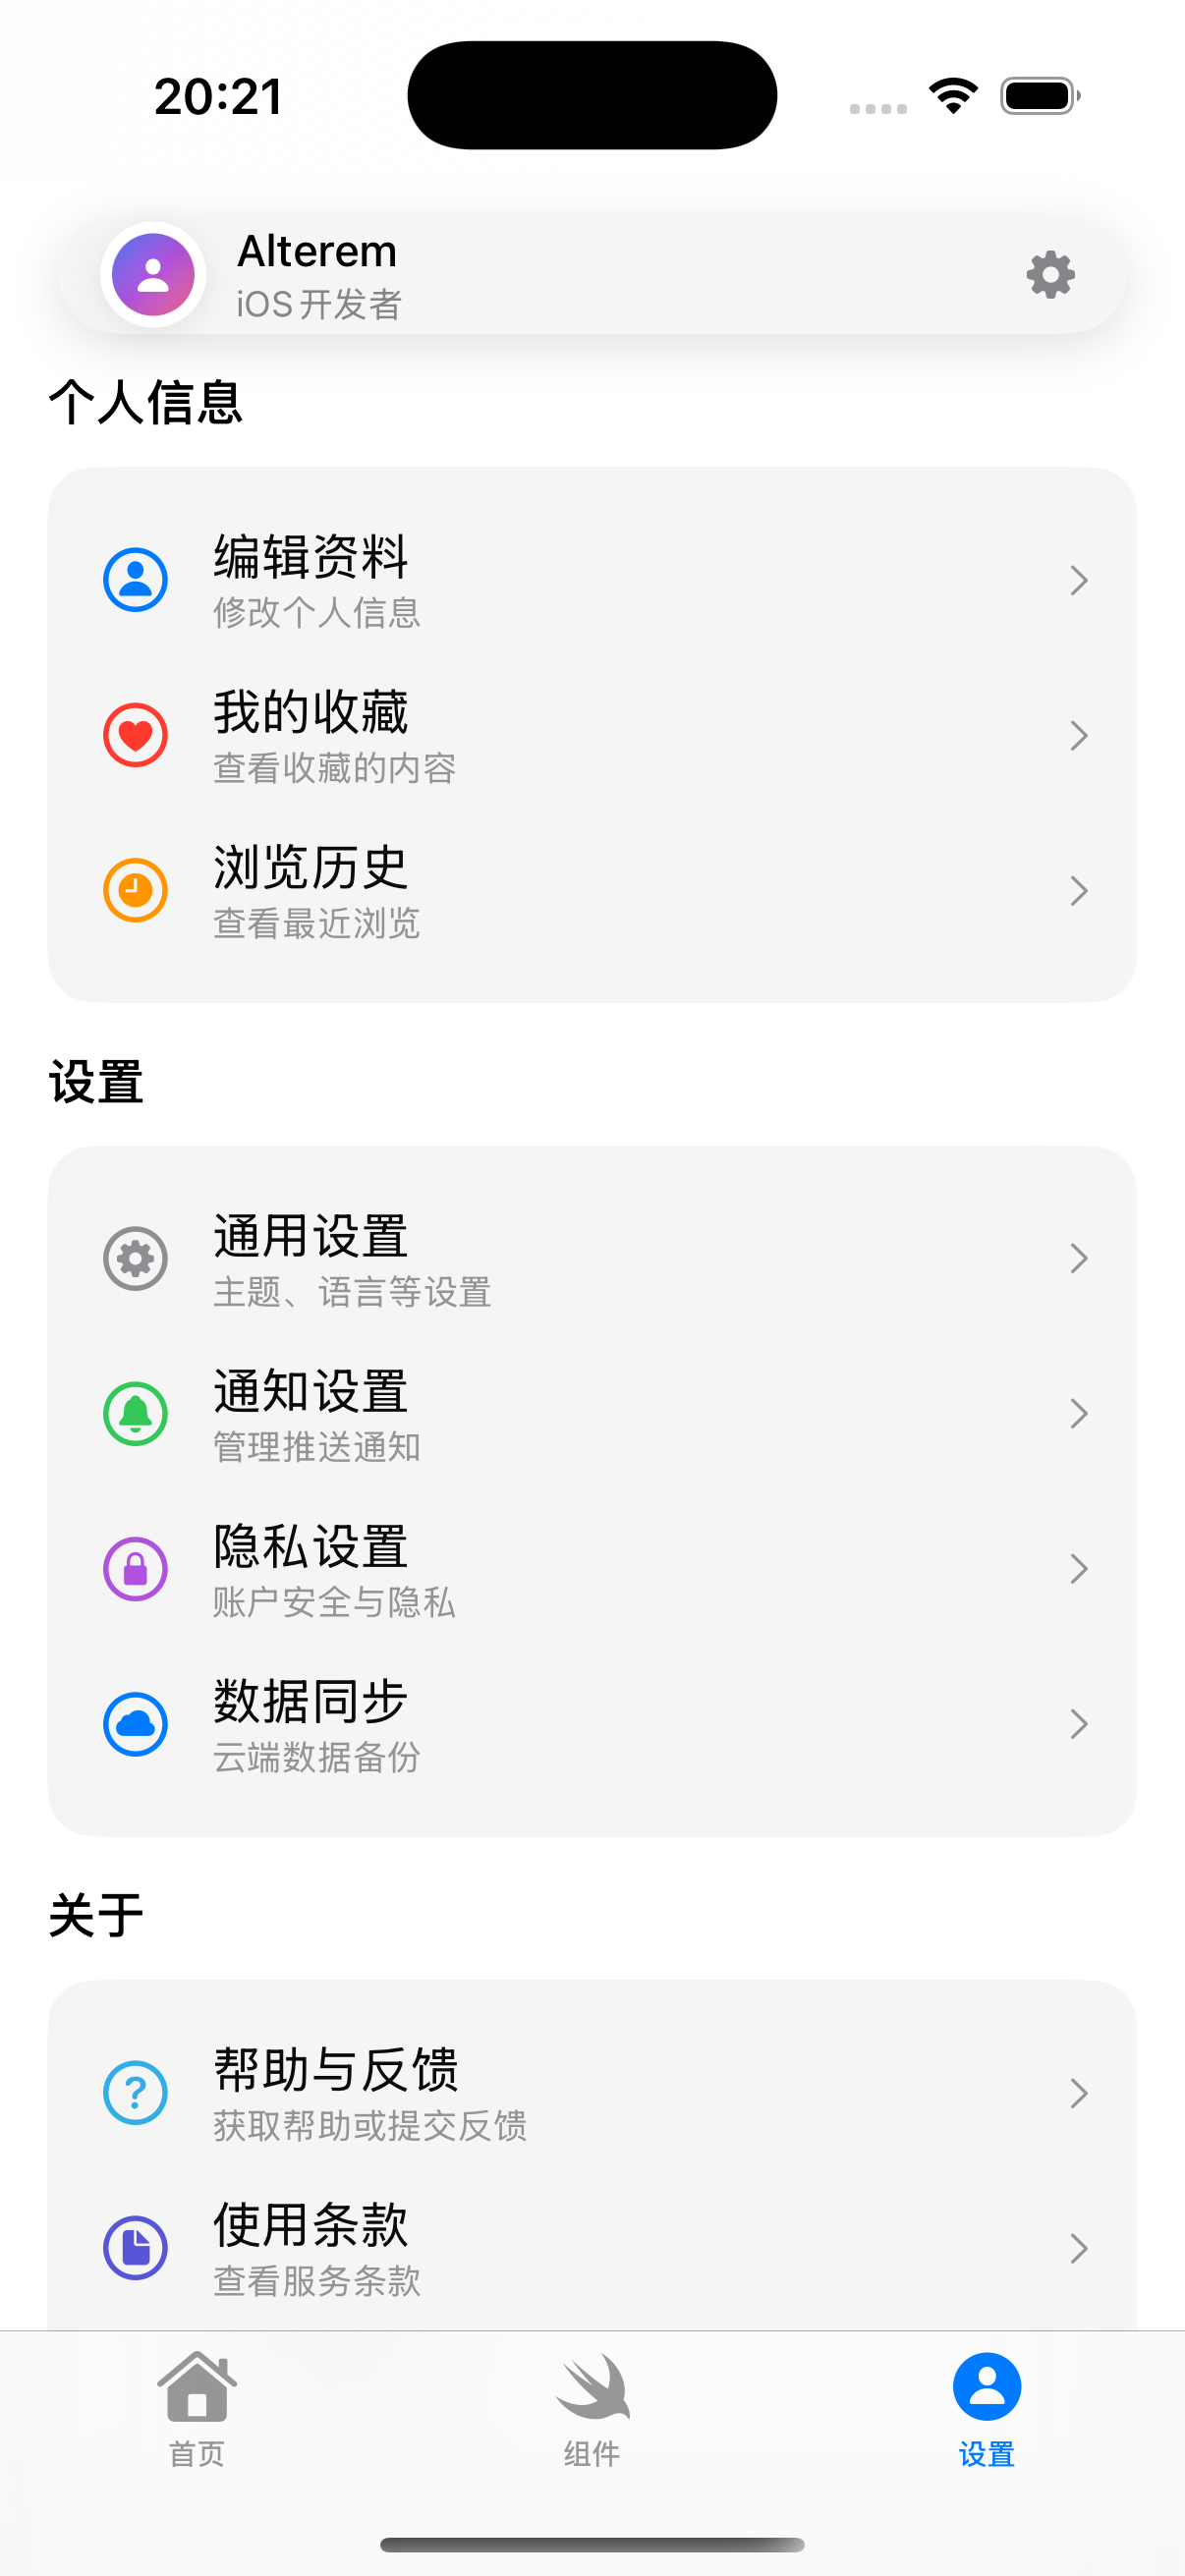 20:21
Alterem
iOS 开发者
个人信息
编辑资料
修改个人信息
我的收藏
查看收藏的内容
浏览历史
查看最近浏览
设置
通用设置
主题、语言等设置
通知设置
管理推送通知
隐私设置
账户安全与隐私
数据同步
云端数据备份
关于
帮助与反馈
获取帮助或提交反馈
使用条款
查看服务条款
首页
组件
设置